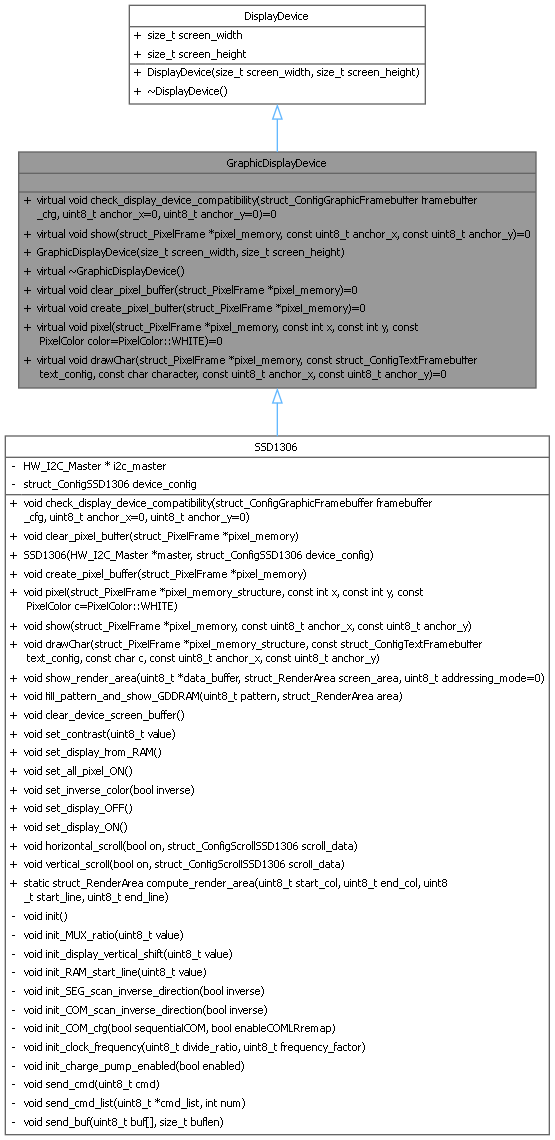 DisplayDevice
+ size_t screen_width
+ size_t screen_height
+ DisplayDevice(size_t screen_width, size_t screen_height)
+ ~DisplayDevice()
GraphicDisplayDevice
+ virtual void check_display_device_compatibility(struct_ConfigGraphicFramebuffer framebuffer
_cfg, uint8_t anchor_x=0, uint8_t anchor_y=0)=0
+ virtual void show(struct_PixelFrame *pixel_memory, const uint8_t anchor_x, const uint8_t anchor_y)=0
+ GraphicDisplayDevice(size_t screen_width, size_t screen_height)
+ virtual ~GraphicDisplayDevice()
+ virtual void clear_pixel_buffer(struct_PixelFrame *pixel_memory)=0
+ virtual void create_pixel_buffer(struct_PixelFrame *pixel_memory)=0
+ virtual void pixel(struct_PixelFrame *pixel_memory, const int x, const int y, const
PixelColor color=PixelColor::WHITE)=0
+ virtual void drawChar(struct_PixelFrame *pixel_memory, const struct_ConfigTextFramebuffer
text_config, const char character, const uint8_t anchor_x, const uint8_t anchor_y)=0
SSD1306
- HW_I2C_Master * i2c_master
- struct_ConfigSSD1306 device_config
+ void check_display_device_compatibility(struct_ConfigGraphicFramebuffer framebuffer
_cfg, uint8_t anchor_x=0, uint8_t anchor_y=0)
+ void clear_pixel_buffer(struct_PixelFrame *pixel_memory)
+ SSD1306(HW_I2C_Master *master, struct_ConfigSSD1306 device_config)
+ void create_pixel_buffer(struct_PixelFrame *pixel_memory)
+ void pixel(struct_PixelFrame *pixel_memory_structure, const int x, const int y, const
PixelColor c=PixelColor::WHITE)
+ void show(struct_PixelFrame *pixel_memory, const uint8_t anchor_x, const uint8_t anchor_y)
+ void drawChar(struct_PixelFrame *pixel_memory_structure, const struct_ConfigTextFramebuffer
text_config, const char c, const uint8_t anchor_x, const uint8_t anchor_y)
+ void show_render_area(uint8_t *data_buffer, struct_RenderArea screen_area, uint8_t addressing_mode=0)
+ void fill_pattern_and_show_GDDRAM(uint8_t pattern, struct_RenderArea area)
+ void clear_device_screen_buffer()
+ void set_contrast(uint8_t value)
+ void set_display_from_RAM()
+ void set_all_pixel_ON()
+ void set_inverse_color(bool inverse)
+ void set_display_OFF()
+ void set_display_ON()
+ void horizontal_scroll(bool on, struct_ConfigScrollSSD1306 scroll_data)
+ void vertical_scroll(bool on, struct_ConfigScrollSSD1306 scroll_data)
+ static struct_RenderArea compute_render_area(uint8_t start_col, uint8_t end_col, uint8
_t start_line, uint8_t end_line)
- void init()
- void init_MUX_ratio(uint8_t value)
- void init_display_vertical_shift(uint8_t value)
- void init_RAM_start_line(uint8_t value)
- void init_SEG_scan_inverse_direction(bool inverse)
- void init_COM_scan_inverse_direction(bool inverse)
- void init_COM_cfg(bool sequentialCOM, bool enableCOMLRremap)
- void init_clock_frequency(uint8_t divide_ratio, uint8_t frequency_factor)
- void init_charge_pump_enabled(bool enabled)
- void send_cmd(uint8_t cmd)
- void send_cmd_list(uint8_t *cmd_list, int num)
- void send_buf(uint8_t buf[], size_t buflen)